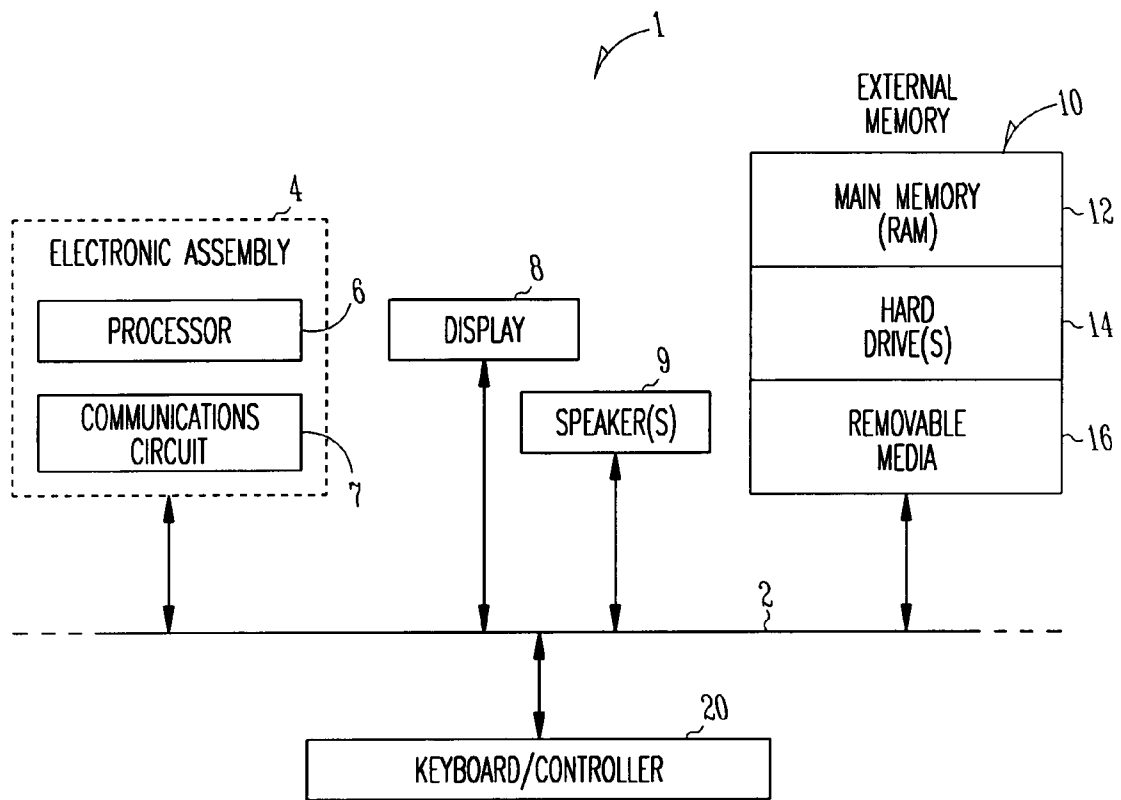 1
EXTERNAL
MEMORY
10
MAIN MEMORY
(RAM)
12
4
ELECTRONIC ASSEMBLY
6
PROCESSOR
8
DISPLAY
HARD
DRIVE(S)
14
9
SPEAKER(S)
COMMUNICATIONS
CIRCUIT
7
REMOVABLE
MEDIA
16
2
20
KEYBOARD/CONTROLLER